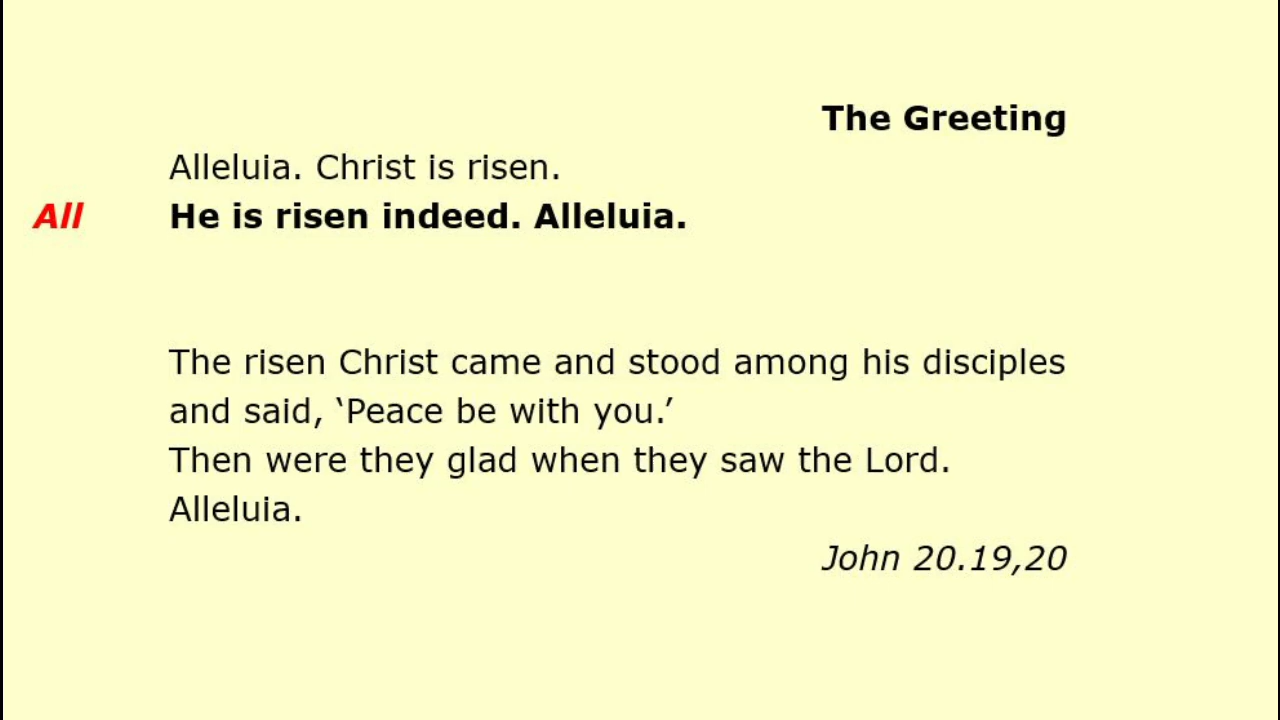 The Greeting
Alleluia. Christ is risen.
All He is risen indeed. Alleluia.
The risen Christ came and stood among his disciples
and said, ‘Peace be with you.’
Then were they glad when they saw the Lord.
Alleluia.
John 20.19,20